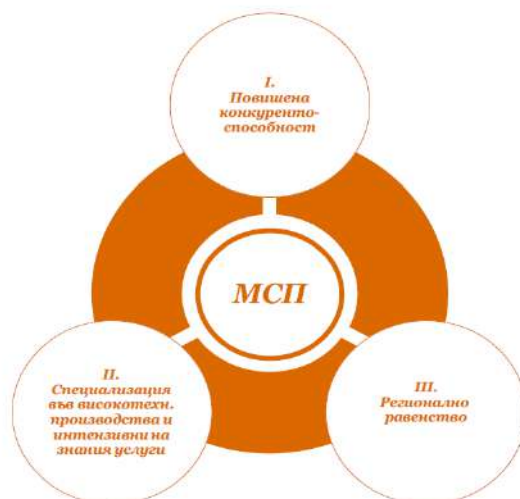 I.
Повишена
конкуренто-
способност
МСП
II.
Специализация
във високотехн.
производства и
интензивни на
знания услуги
III.
Регионално
равенство